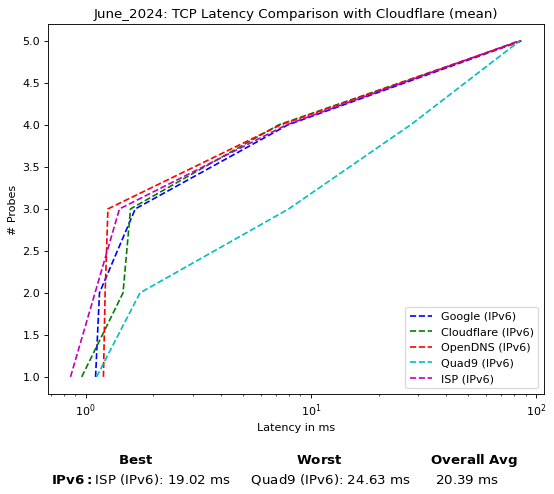 June_2024: TCP Latency Comparison with Cloudflare (mean)
# Probes
5.0
4.5
4.0
3.5
3.0
2.5
2.0
1.5
1.0
Google (IPv6)
Cloudflare (IPv6)
OpenDNS (IPv6)
Quad9 (IPv6)
ISP (IPv6)
10⁰ 10¹ 10²
Latency in ms
Best Worst Overall Avg
IPv6: ISP (IPv6): 19.02 ms Quad9 (IPv6): 24.63 ms 20.39 ms